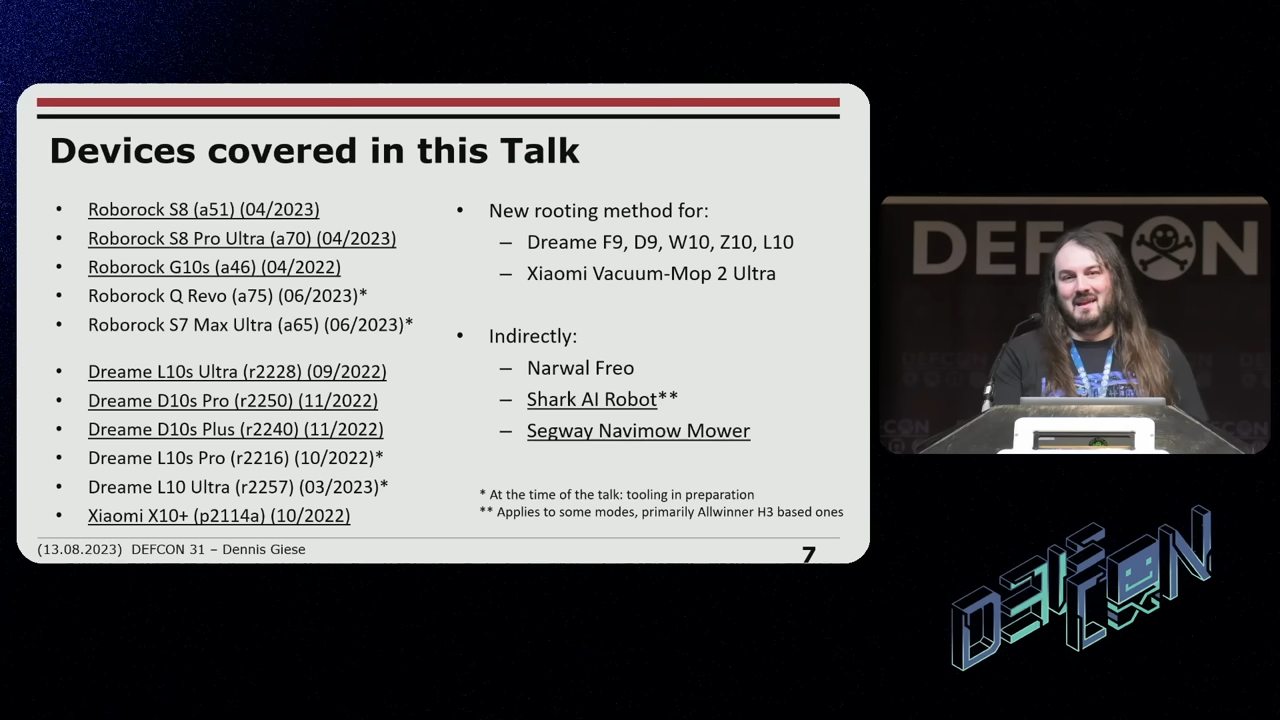 Devices covered in this Talk
• Roborock S8 (a51) (04/2023)
• Roborock S8 Pro Ultra (a70) (04/2023)
• Roborock G10s (a46) (04/2022)
• Roborock Q Revo (a75) (06/2023)*
• Roborock S7 Max Ultra (a65) (06/2023)*
• Dreame L10s Ultra (r2228) (09/2022)
• Dreame D10s Pro (r2250) (11/2022)
• Dreame D10s Plus (r2240) (11/2022)
• Dreame L10s Pro (r2216) (10/2022)*
• Dreame L10 Ultra (r2257) (03/2023)*
• Xiaomi X10+ (p2114a) (10/2022)
• New rooting method for:
– Dreame F9, D9, W10, Z10, L10
– Xiaomi Vacuum-Mop 2 Ultra
• Indirectly:
– Narwal Freo
– Shark AI Robot**
– Segway Navimow Mower
* At the time of the talk: tooling in preparation
** Applies to some modes, primarily Allwinner H3 based ones
(13.08.2023) DEFCON 31 – Dennis Giese
7
DEFCON
DEFCON